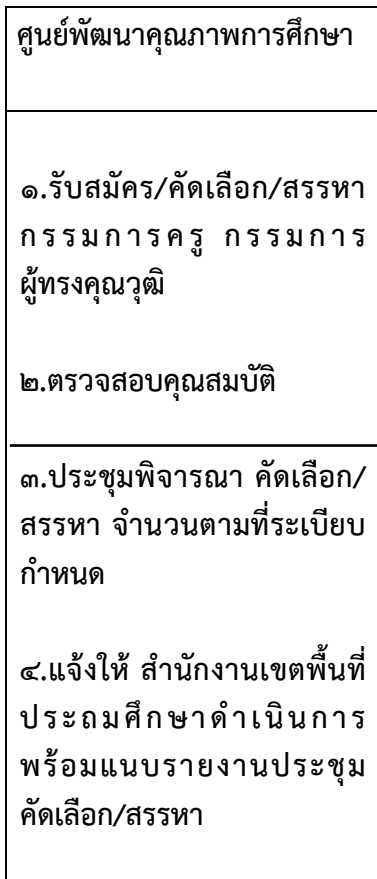 ศูนย์พัฒนาคุณภาพการศึกษา
๑.รับสมัคร/คัดเลือก/สรรหา
กรรมการครู กรรมการ
ผู้ทรงคุณวุฒิ
๒.ตรวจสอบคุณสมบัติ
๓.ประชุมพิจารณา คัดเลือก/
สรรหา จำนวนตามที่ระเบียบ
กำหนด
๔.แจ้งให้ สำนักงานเขตพื้นที่
ประถมศึกษาดำเนินการ
พร้อมแนบรายงานประชุม
คัดเลือก/สรรหา